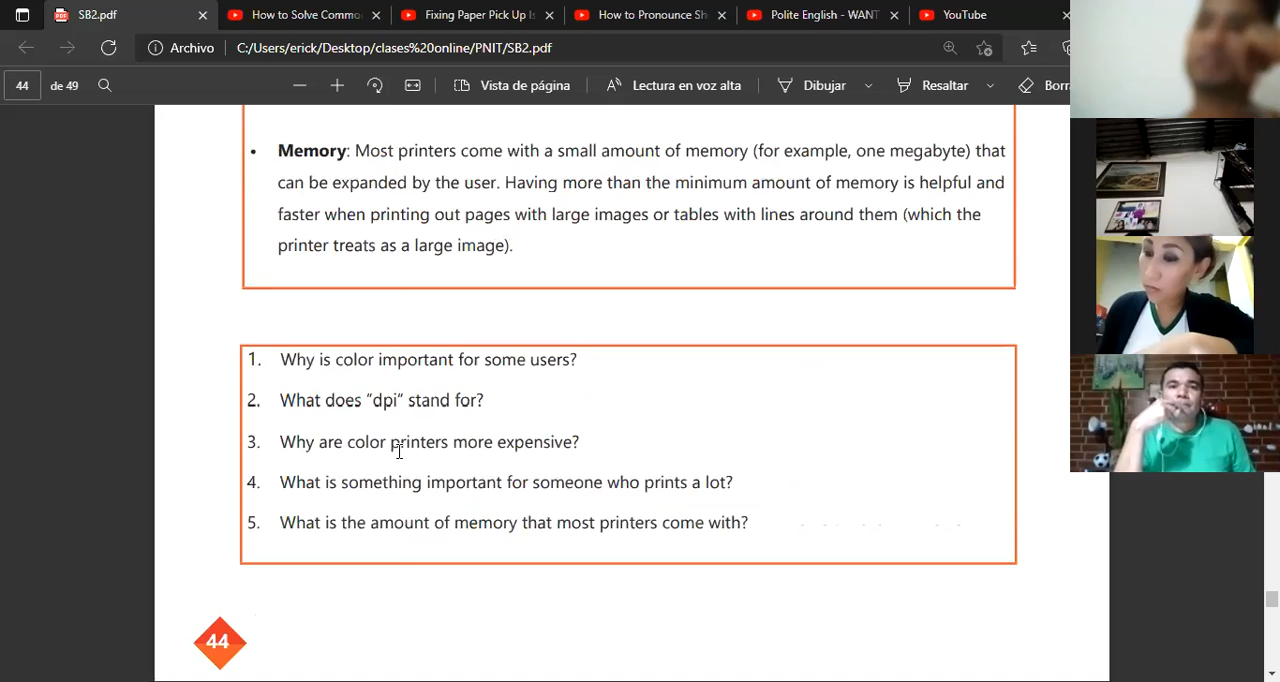 SB2.pdf
How to Solve Commo
Fixing Paper Pick Up Is
How to Pronounce Sh
Polite English - WANT
YouTube
Archivo
C:/Users/erick/Desktop/clases%20online/PNIT/SB2.pdf
44 de 49
Vista de página
Lectura en voz alta
Dibujar
Resaltar
Borra
• Memory: Most printers come with a small amount of memory (for example, one megabyte) that
can be expanded by the user. Having more than the minimum amount of memory is helpful and
faster when printing out pages with large images or tables with lines around them (which the
printer treats as a large image).
1. Why is color important for some users?
2. What does “dpi” stand for?
3. Why are color printers more expensive?
4. What is something important for someone who prints a lot?
5. What is the amount of memory that most printers come with?
44